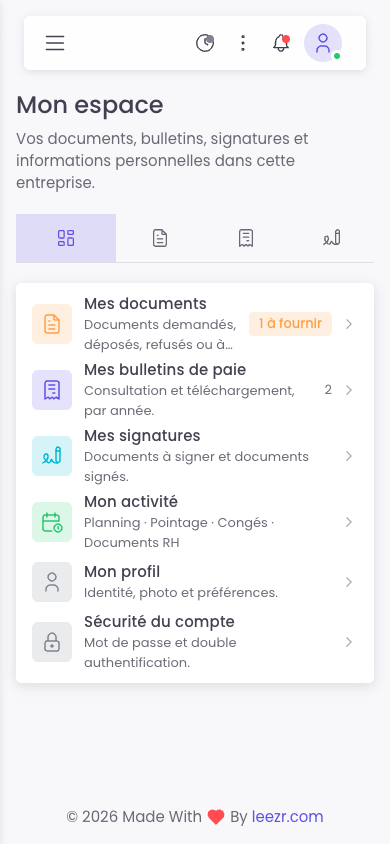 Mon espace
Vos documents, bulletins, signatures et
informations personnelles dans cette
entreprise.
Mes documents
Documents demandés,
déposés, refusés ou à…
1 à fournir
Mes bulletins de paie
Consultation et téléchargement,
par année.
2
Mes signatures
Documents à signer et documents
signés.
Mon activité
Planning · Pointage · Congés ·
Documents RH
Mon profil
Identité, photo et préférences.
Sécurité du compte
Mot de passe et double
authentification.
© 2026 Made With ❤ By leezr.com